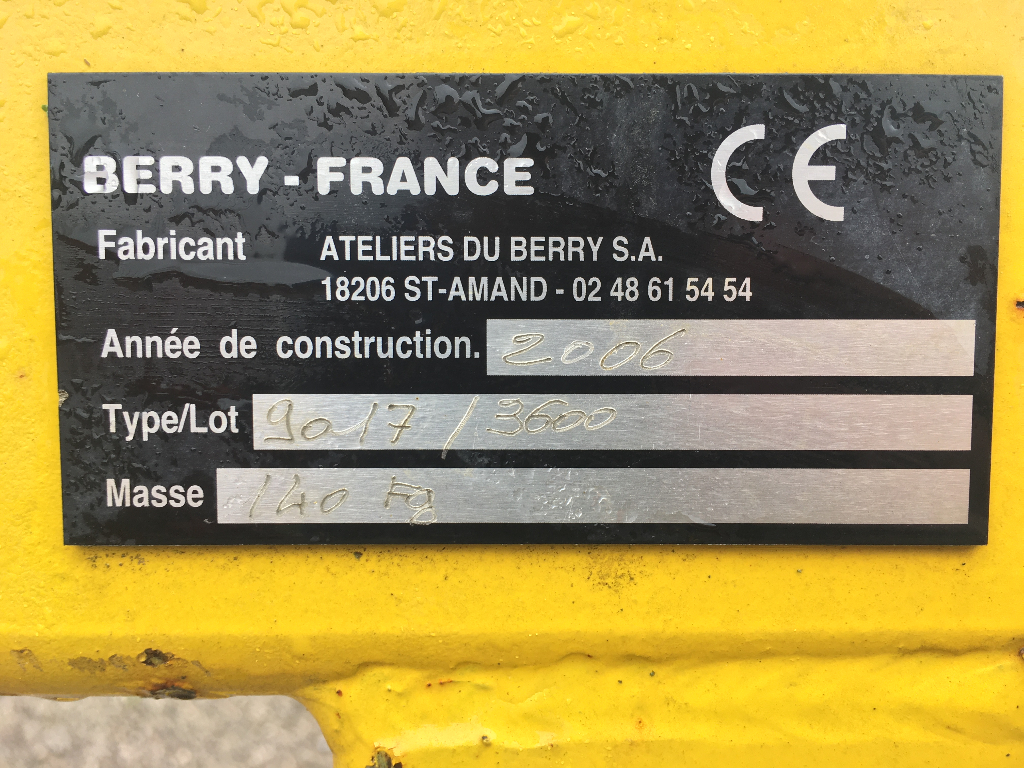 BERRY - FRANCE CE
Fabricant ATELIERS DU BERRY S.A.
18206 ST-AMAND - 02 48 61 54 54
Année de construction. 2006
Type/Lot 9017 / 3600
Masse 140 Kg